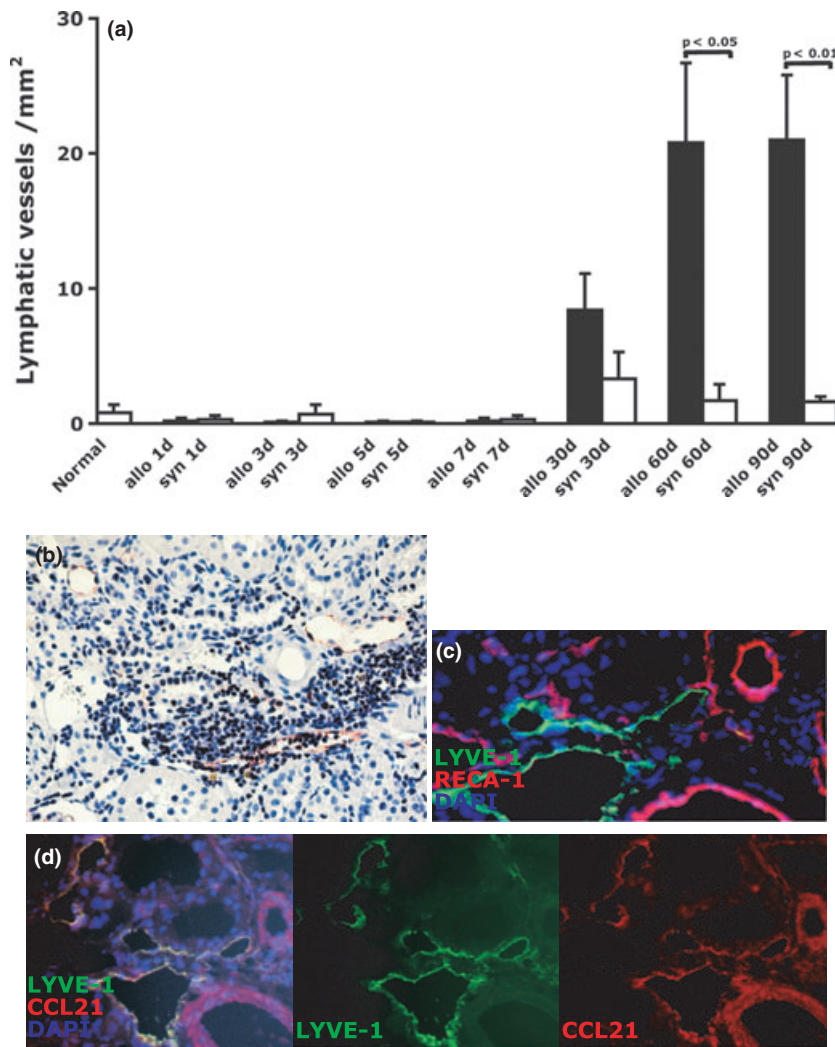 (a)
30
20
10
0
Lymphatic vessels /mm²
p < 0.05
p < 0.01
Normal
allo 1d
syn 1d
allo 3d
syn 3d
allo 5d
syn 5d
allo 7d
syn 7d
allo 30d
syn 30d
allo 60d
syn 60d
allo 90d
syn 90d
(b)
(c)
LYVE-1
RECA-1
DAPI
(d)
LYVE-1
CCL21
DAPI
LYVE-1
CCL21